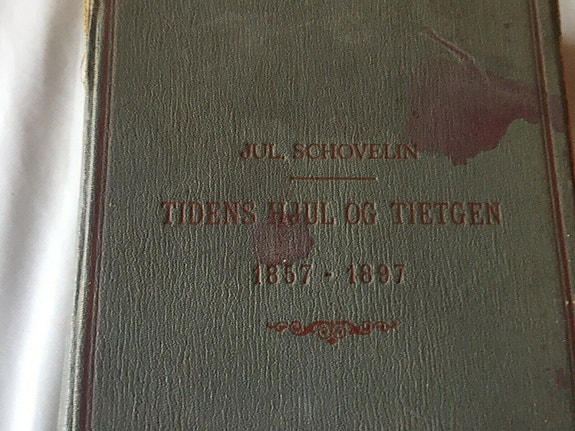 JUL. SCHOVELIN
TIDENS HJUL OG TIETGEN
1857 - 1897